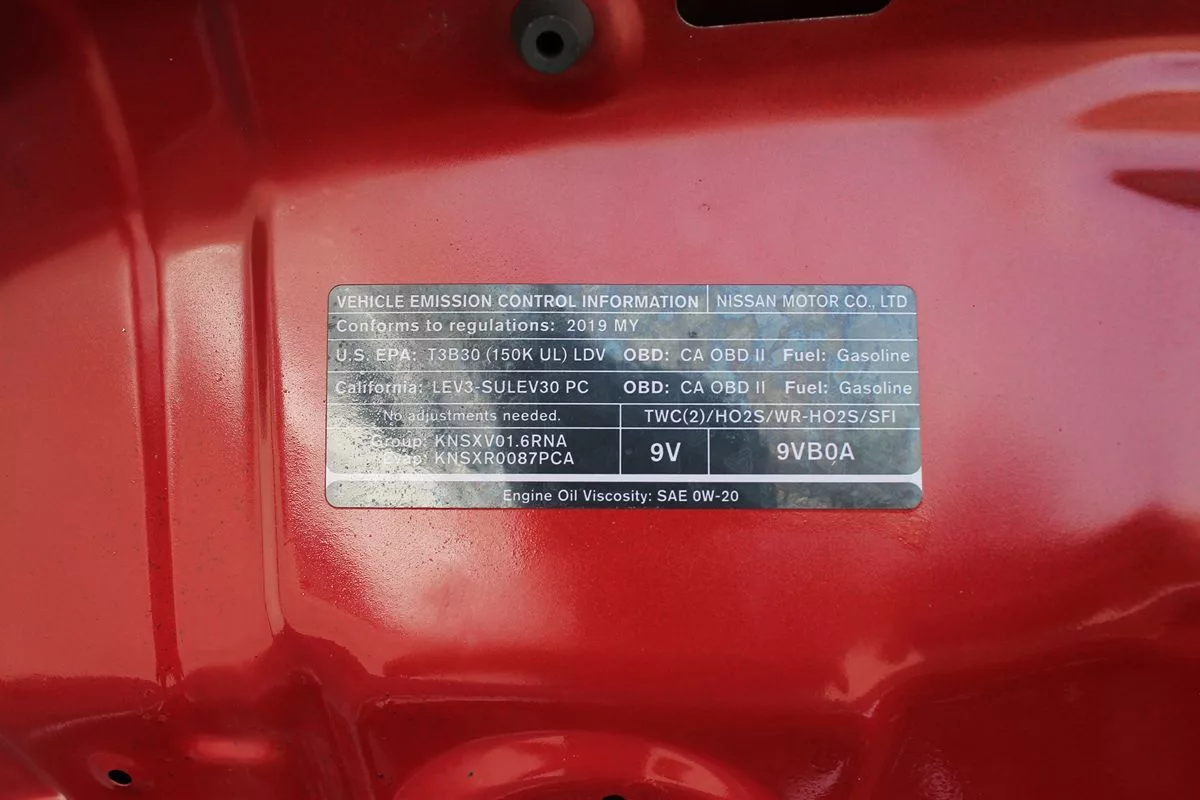 VEHICLE EMISSION CONTROL INFORMATION NISSAN MOTOR CO., LTD
Conforms to regulations: 2019 MY
U.S. EPA: T3B30 (150K UL) LDV OBD: CA OBD II Fuel: Gasoline
California: LEV3-SULEV30 PC OBD: CA OBD II Fuel: Gasoline
No adjustments needed. TWC(2)/HO2S/WR-HO2S/SFI
Group: KNSXV01.6RNA
Evap: KNSXR0087PCA
9V 9VB0A
Engine Oil Viscosity: SAE 0W-20